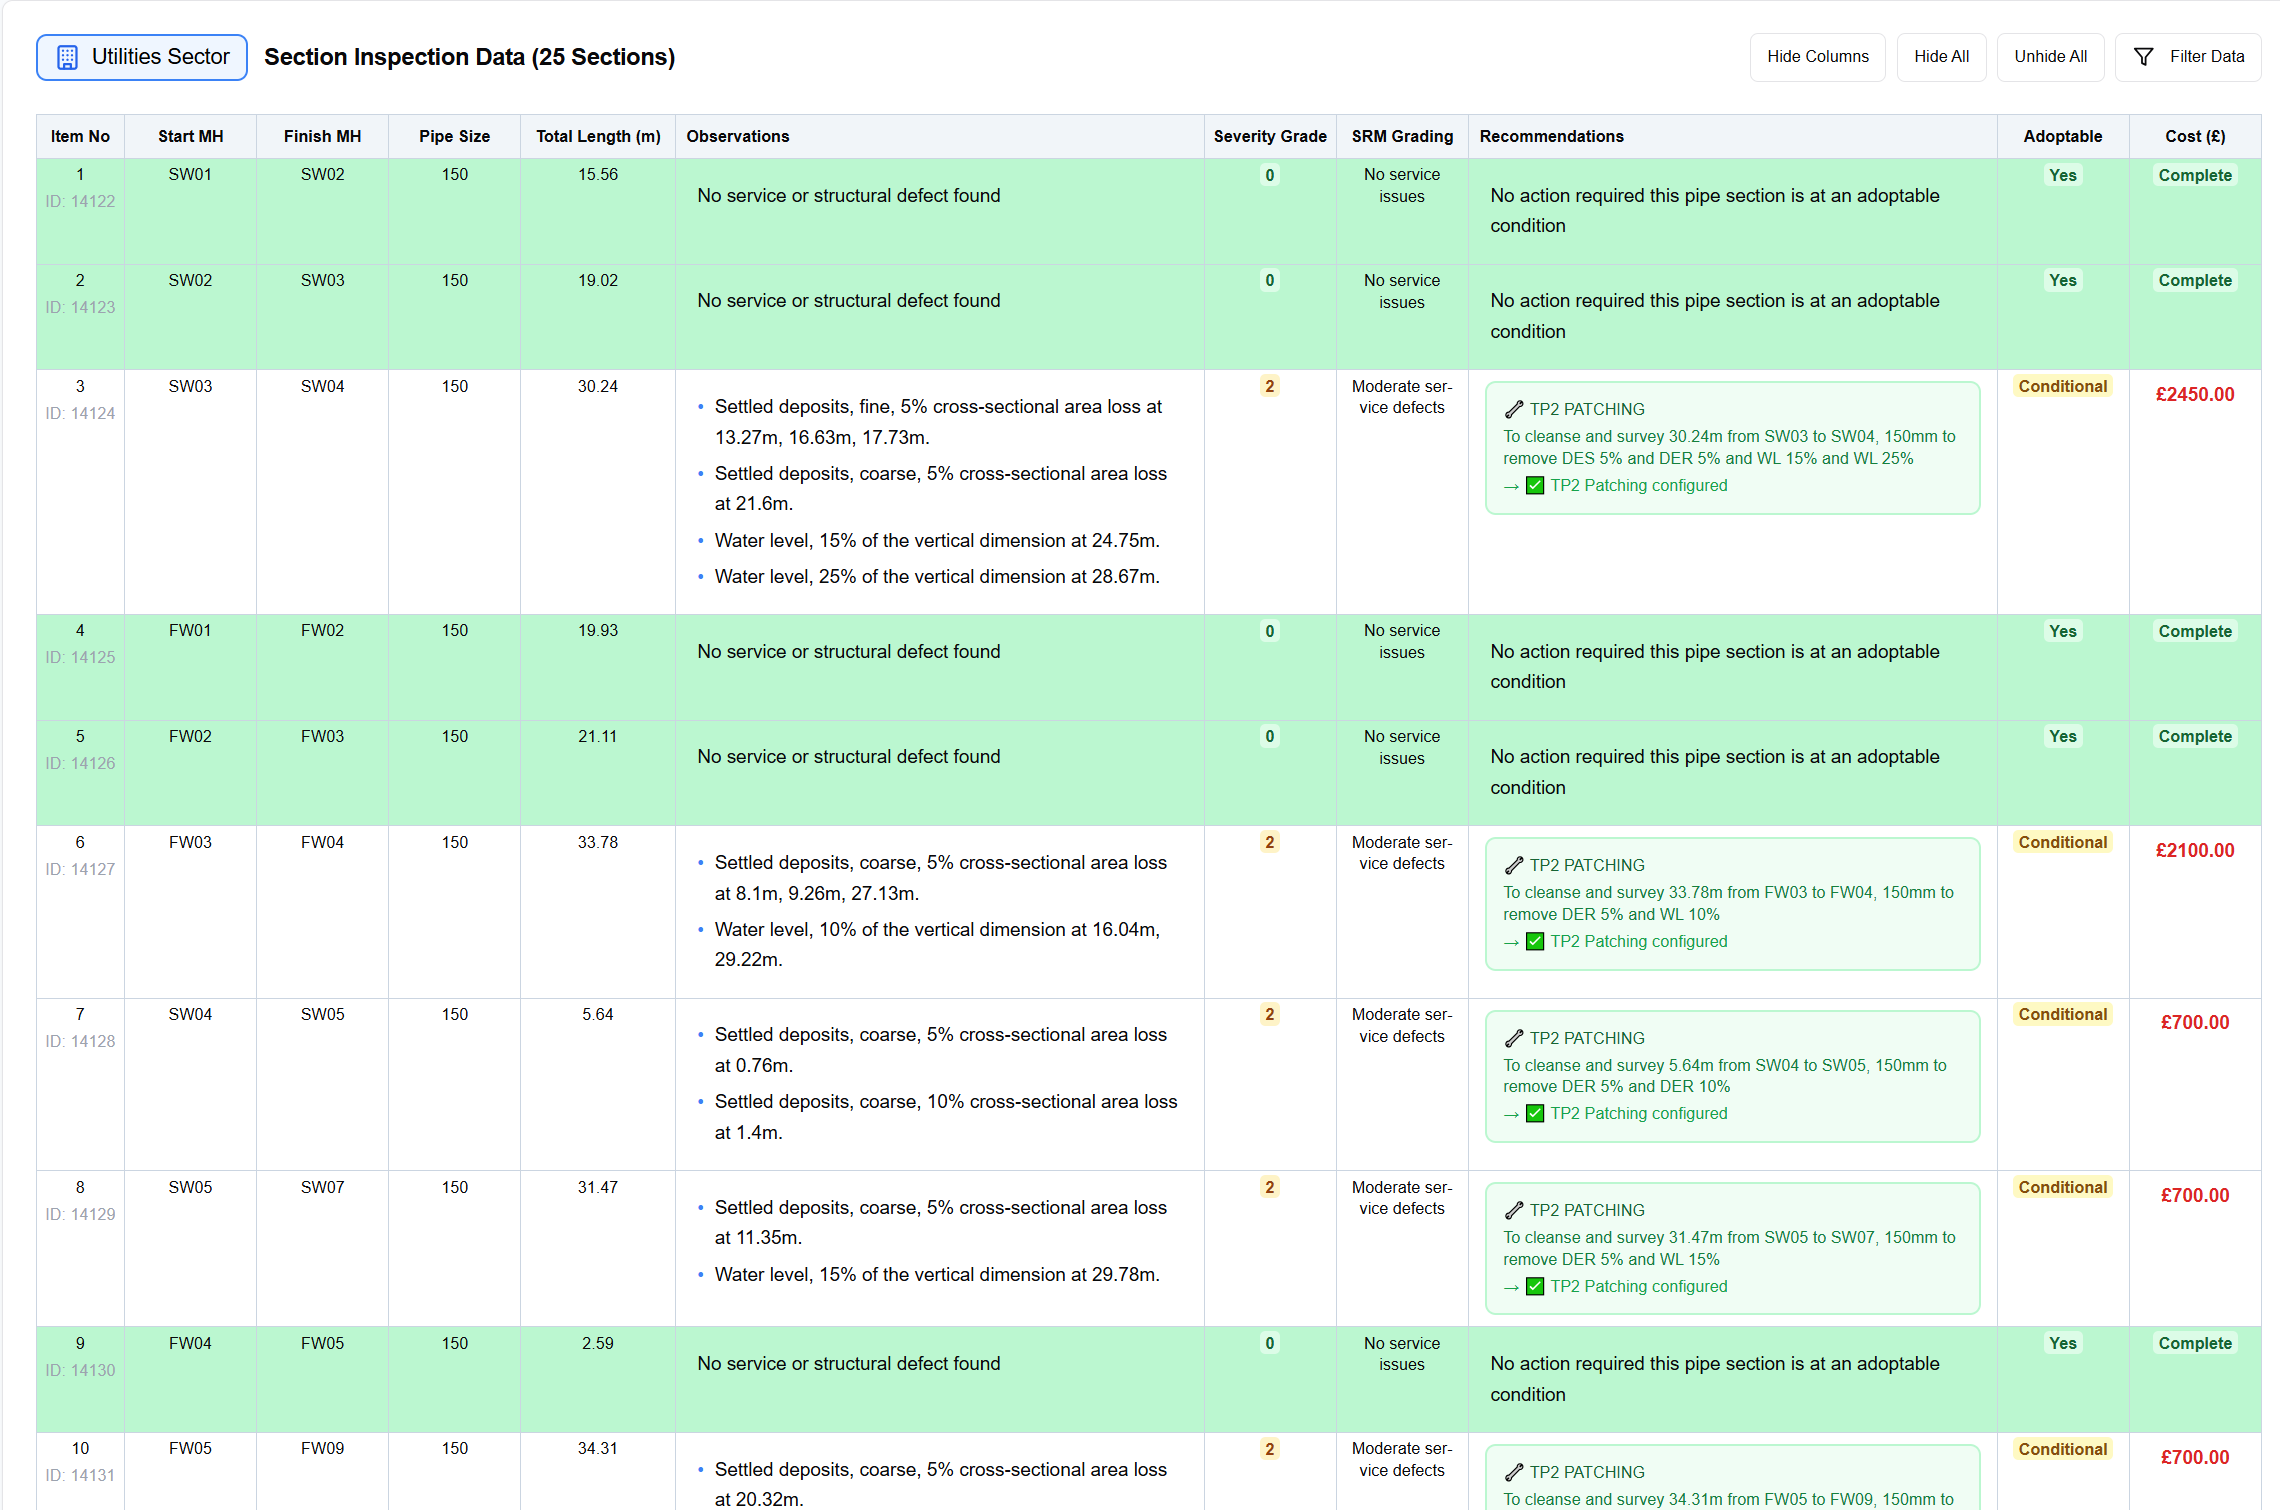 Utilities Sector
Section Inspection Data (25 Sections)
Hide Columns
Hide All
Unhide All
Filter Data
Item No
Start MH
Finish MH
Pipe Size
Total Length (m)
Observations
Severity Grade
SRM Grading
Recommendations
Adoptable
Cost (£)
1
ID: 14122
SW01
SW02
150
15.56
No service or structural defect found
0
No service
issues
No action required this pipe section is at an adoptable
condition
Yes
Complete
2
ID: 14123
SW02
SW03
150
19.02
No service or structural defect found
0
No service
issues
No action required this pipe section is at an adoptable
condition
Yes
Complete
3
ID: 14124
SW03
SW04
150
30.24
• Settled deposits, fine, 5% cross-sectional area loss at
13.27m, 16.63m, 17.73m.
• Settled deposits, coarse, 5% cross-sectional area loss
at 21.6m.
• Water level, 15% of the vertical dimension at 24.75m.
• Water level, 25% of the vertical dimension at 28.67m.
2
Moderate ser-
vice defects
TP2 PATCHING
To cleanse and survey 30.24m from SW03 to SW04, 150mm to
remove DES 5% and DER 5% and WL 15% and WL 25%
→ ✅ TP2 Patching configured
Conditional
£2450.00
4
ID: 14125
FW01
FW02
150
19.93
No service or structural defect found
0
No service
issues
No action required this pipe section is at an adoptable
condition
Yes
Complete
5
ID: 14126
FW02
FW03
150
21.11
No service or structural defect found
0
No service
issues
No action required this pipe section is at an adoptable
condition
Yes
Complete
6
ID: 14127
FW03
FW04
150
33.78
• Settled deposits, coarse, 5% cross-sectional area loss
at 8.1m, 9.26m, 27.13m.
• Water level, 10% of the vertical dimension at 16.04m,
29.22m.
2
Moderate ser-
vice defects
TP2 PATCHING
To cleanse and survey 33.78m from FW03 to FW04, 150mm to
remove DER 5% and WL 10%
→ ✅ TP2 Patching configured
Conditional
£2100.00
7
ID: 14128
SW04
SW05
150
5.64
• Settled deposits, coarse, 5% cross-sectional area loss
at 0.76m.
• Settled deposits, coarse, 10% cross-sectional area loss
at 1.4m.
2
Moderate ser-
vice defects
TP2 PATCHING
To cleanse and survey 5.64m from SW04 to SW05, 150mm to
remove DER 5% and DER 10%
→ ✅ TP2 Patching configured
Conditional
£700.00
8
ID: 14129
SW05
SW07
150
31.47
• Settled deposits, coarse, 5% cross-sectional area loss
at 11.35m.
• Water level, 15% of the vertical dimension at 29.78m.
2
Moderate ser-
vice defects
TP2 PATCHING
To cleanse and survey 31.47m from SW05 to SW07, 150mm to
remove DER 5% and WL 15%
→ ✅ TP2 Patching configured
Conditional
£700.00
9
ID: 14130
FW04
FW05
150
2.59
No service or structural defect found
0
No service
issues
No action required this pipe section is at an adoptable
condition
Yes
Complete
10
ID: 14131
FW05
FW09
150
34.31
• Settled deposits, coarse, 5% cross-sectional area loss
at 20.32m.
2
Moderate ser-
vice defects
TP2 PATCHING
To cleanse and survey 34.31m from FW05 to FW09, 150mm to
Conditional
£700.00